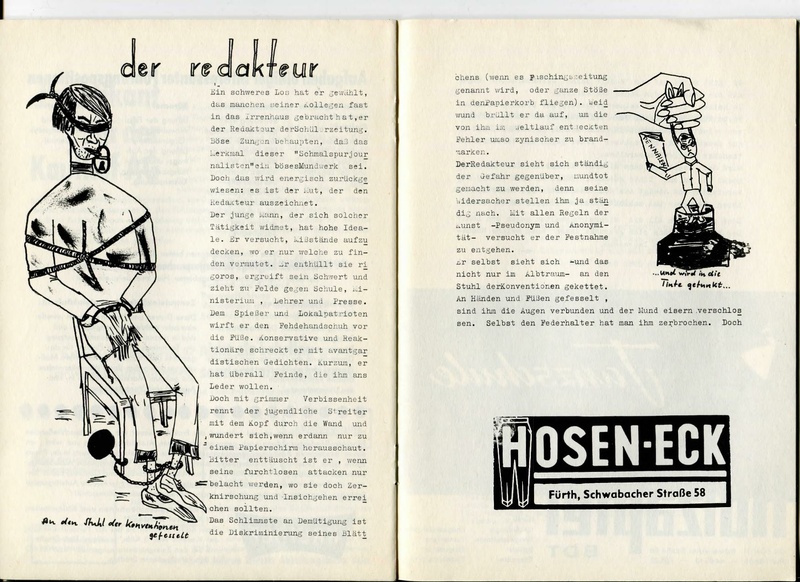 der redakteur
Ein schweres Los hat er gewählt,
das manchen seiner Kollegen fast
in das Irrenhaus gebracht hat,er
der Redakteur derSchülerzeitung.
Böse Zungen behaupten, daß das
Merkmal dieser "Schmalspurjour
nalisten"ein bösesMundwerk sei.
Doch das wird energisch zurückge
wiesen: es ist der Mut, der den
Redakteur auszeichnet.
Der junge Mann, der sich solcher
Tätigkeit widmet, hat hohe Idea-
le. Er versucht, Mißstände aufzu
decken, wo er nur welche zu fin-
den vermutet. Er enthüllt sie ri
goros, ergreift sein Schwert und
zieht zu Felde gegen Schule, Mi-
nisterium , Lehrer und Presse.
Dem Spießer und Lokalpatrioten
wirft er den Fehdehandschuh vor
die Füße. Konservative und Reak-
tionäre schreckt er mit avantgar
distischen Gedichten. Kurzum, er
hat überall Feinde, die ihm ans
Leder wollen.
Doch mit grimmer Verbissenheit
rennt der jugendliche Streiter
mit dem Kopf durch die Wand und
wundert sich,wenn erdann nur zu
einem Papierschirm herausschaut.
Bitter enttäuscht ist er , wenn
seine furchtlosen attacken nur
belacht werden, wo sie doch Zer-
knirschung und Insichgehen errei
chen sollten.
Das Schlimmste an Demütigung ist
die Diskriminierung seines Blätt
An den Stuhl der Konventionen
gefesselt
chens (wenn es Faschingszeitung
genannt wird, oder ganze Stöße
in denPapierkorb fliegen). Weid
wund brüllt er da auf, um die
von ihm im Weltlauf entdeckten
Fehler umso zynischer zu brand-
marken.
DerRedakteur sieht sich ständig
der Gefahr gegenüber, mundtot
gemacht zu werden, denn seine
Widersacher stellen ihm ja stän
dig nach. Mit allen Regeln der
Kunst -Pseudonym und Anonymi-
tät- versucht er der Festnahme
zu entgehen.
Er selbst sieht sich -und das
nicht nur im Albtraum- an den
Stuhl derKonventionen gekettet.
An Händen und Füßen gefesselt ,
sind ihm die Augen verbunden und der Mund eisern verschlos
sen. Selbst den Federhalter hat man ihm zerbrochen. Doch
...und wird in die
Tinte getunkt...
HOSEN-ECK
Fürth, Schwabacher Straße 58